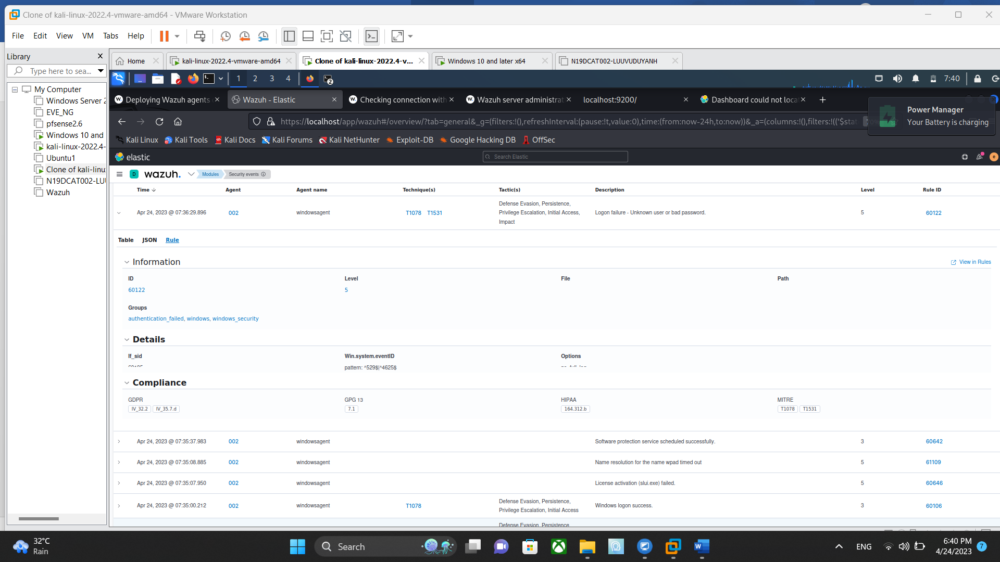 Clone of kali-linux-2022.4-vmware-amd64 - VMware Workstation
File Edit View VM Tabs Help
Library
Type here to sea...
My Computer
Windows Server 2
EVE_NG
pfsense2.6
Windows 10 and
kali-linux-2022.4-
Ubuntu1
Clone of kali-linu
N19DCAT002-LU
Wazuh
Home kali-linux-2022.4-vmware-amd64 Clone of kali-linux-2022.4-v... Windows 10 and later x64 N19DCAT002-LUUVUDUYANH
1 2 3 4 2 7:40
Deploying Wazuh agents Wazuh - Elastic Checking connection with Wazuh server administrat localhost:9200/ Dashboard could not loca
https://localhost/app/wazuh#/overview/?tab=general&_g=(filters:!(),refreshInterval:(pause:!t,value:0),time:(from:now-24h,to:now))&_a=(columns:!(),filters:!(('$stat
Power Manager
Your Battery is charging
Kali Linux Kali Tools Kali Docs Kali Forums Kali NetHunter Exploit-DB Google Hacking DB OffSec
elastic Search Elastic e
D wazuh. Modules Security events
Time Agent Agent name Technique(s) Tactic(s) Description Level Rule ID
Apr 24, 2023 @ 07:36:29.896 002 windowsagent T1078 T1531 Defense Evasion, Persistence, Privilege Escalation, Initial Access, Impact Logon failure - Unknown user or bad password. 5 60122
Table JSON Rule
Information View in Rules
ID Level File Path
60122 5
Groups
authentication_failed, windows, windows_security
Details
If_sid Win.system.eventID Options
pattern: ^529$|^4625$
Compliance
GDPR GPG 13 HIPAA MITRE
IV_32.2 IV_35.7.d 7.1 164.312.b T1078 T1531
Apr 24, 2023 @ 07:35:37.983 002 windowsagent Software protection service scheduled successfully. 3 60642
Apr 24, 2023 @ 07:35:08.885 002 windowsagent Name resolution for the name wpad timed out 5 61109
Apr 24, 2023 @ 07:35:07.950 002 windowsagent License activation (slui.exe) failed. 5 60646
Apr 24, 2023 @ 07:35:00.212 002 windowsagent T1078 Defense Evasion, Persistence, Privilege Escalation, Initial Access Windows logon success. 3 60106
Defense Evasion, Persistence
32°C
Rain
Search
ENG
6:40 PM
4/24/2023
7